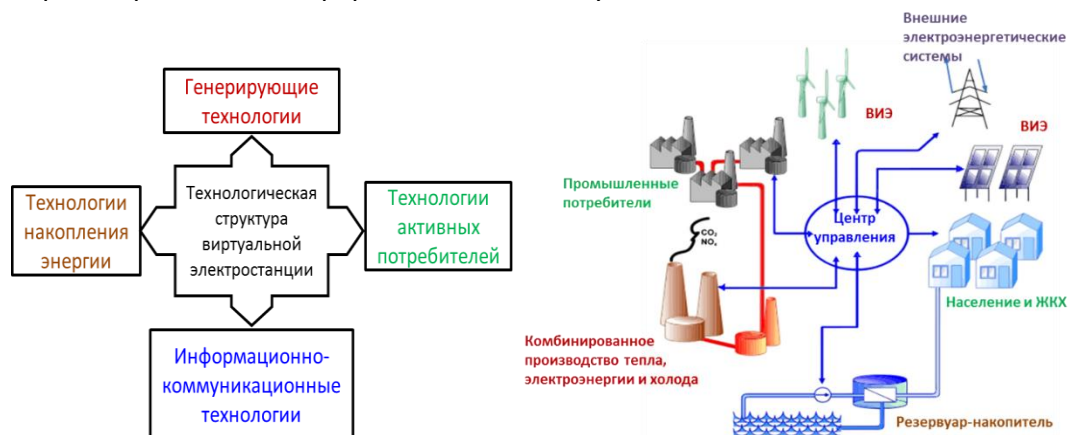 Генерирующие
технологии
Технологии
накопления
энергии
Технологическая
структура
виртуальной
электростанции
Технологии
активных
потребителей
Информационно-
коммуникационные
технологии
Внешние
электроэнергетические
системы
ВИЭ
ВИЭ
Промышленные
потребители
CO₂
NOₓ
Центр
управления
Население и ЖКХ
Комбинированное
производство тепла,
электроэнергии и холода
Резервуар-накопитель